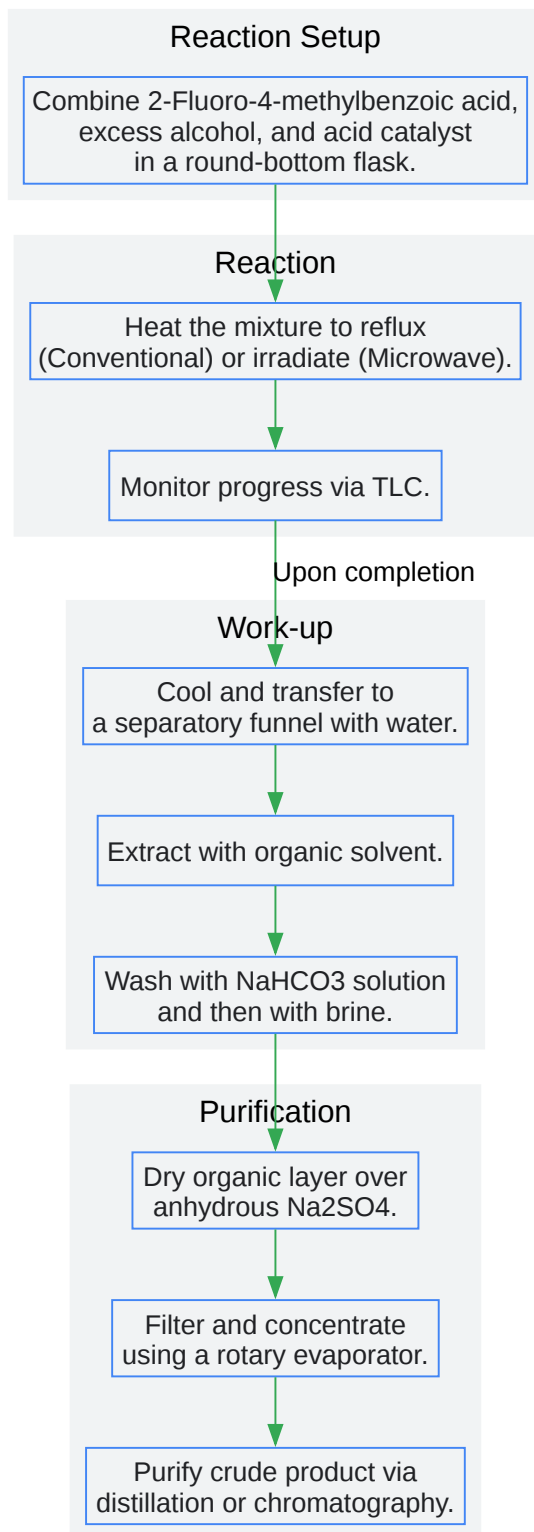 Reaction Setup
Combine 2-Fluoro-4-methylbenzoic acid,
excess alcohol, and acid catalyst
in a round-bottom flask.
Reaction
Heat the mixture to reflux
(Conventional) or irradiate (Microwave).
Monitor progress via TLC.
Upon completion
Work-up
Cool and transfer to
a separatory funnel with water.
Extract with organic solvent.
Wash with NaHCO3 solution
and then with brine.
Purification
Dry organic layer over
anhydrous Na2SO4.
Filter and concentrate
using a rotary evaporator.
Purify crude product via
distillation or chromatography.